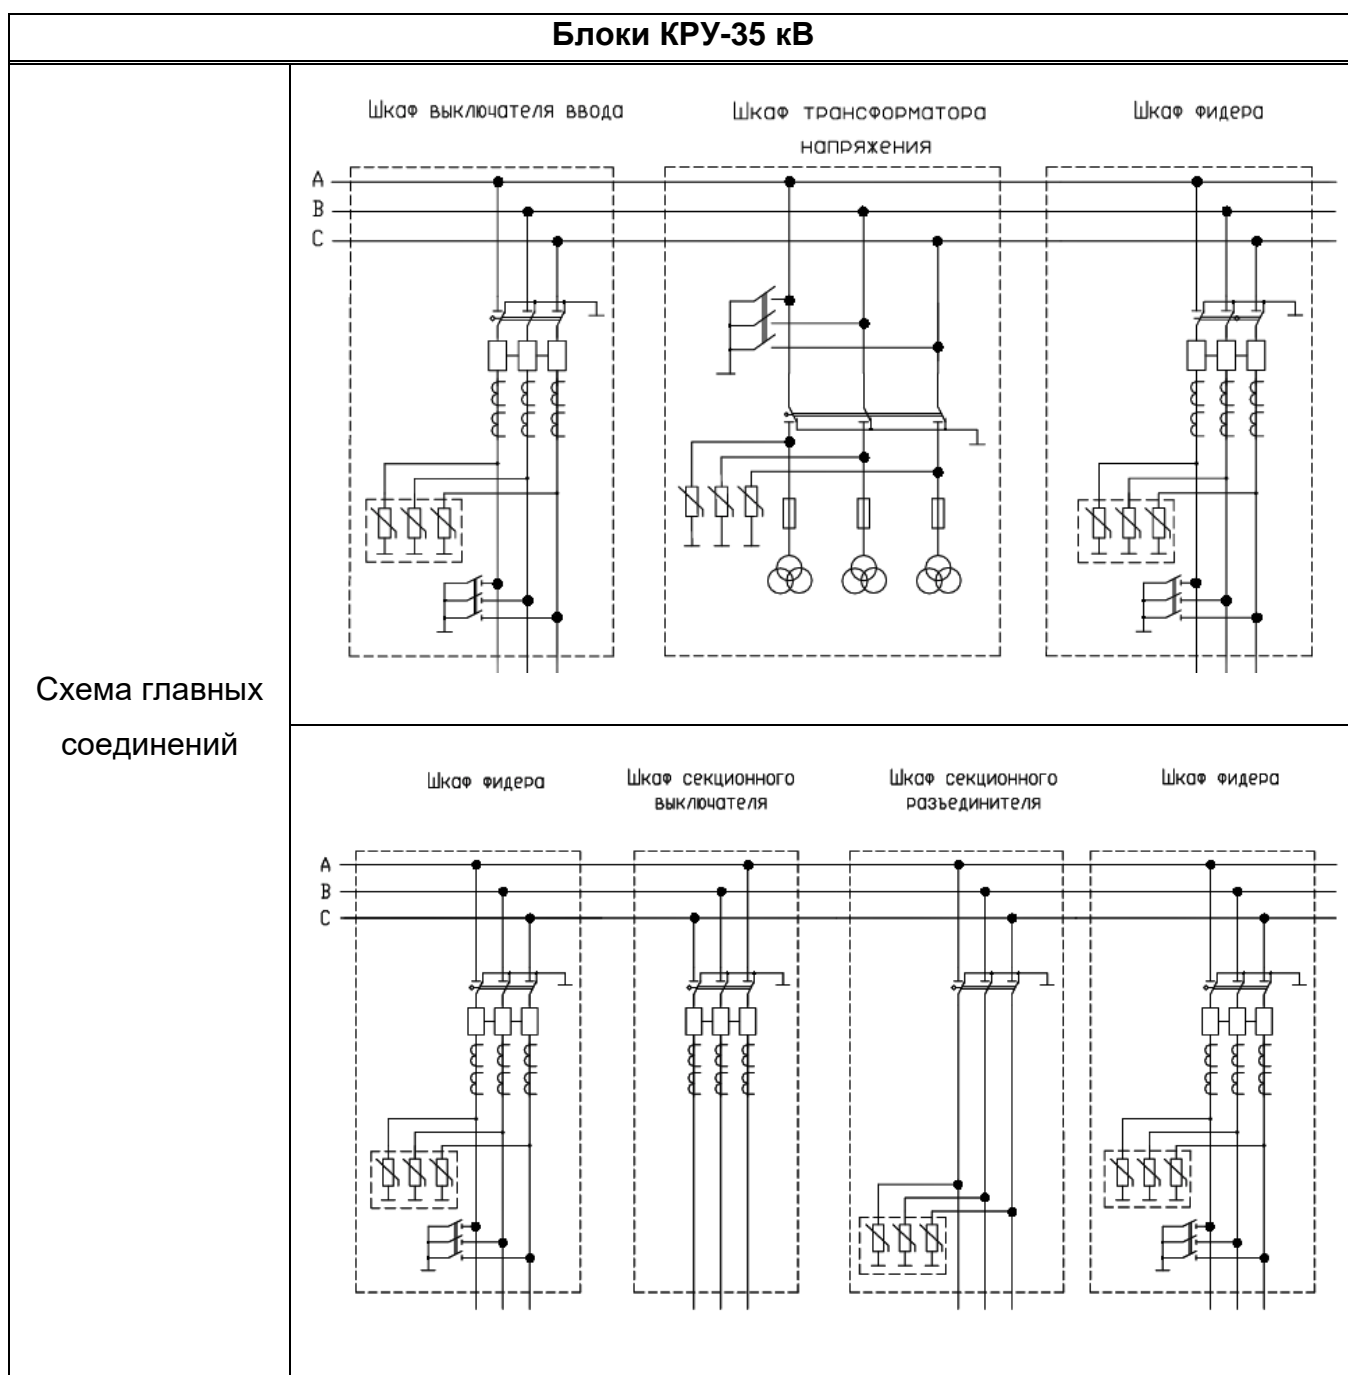 Блоки КРУ-35 кВ
Схема главных
соединений
Шкаф выключателя ввода
Шкаф трансформатора
напряжения
Шкаф фидера
A
B
C
Шкаф фидера
Шкаф секционного
выключателя
Шкаф секционного
разъединителя
Шкаф фидера
A
B
C